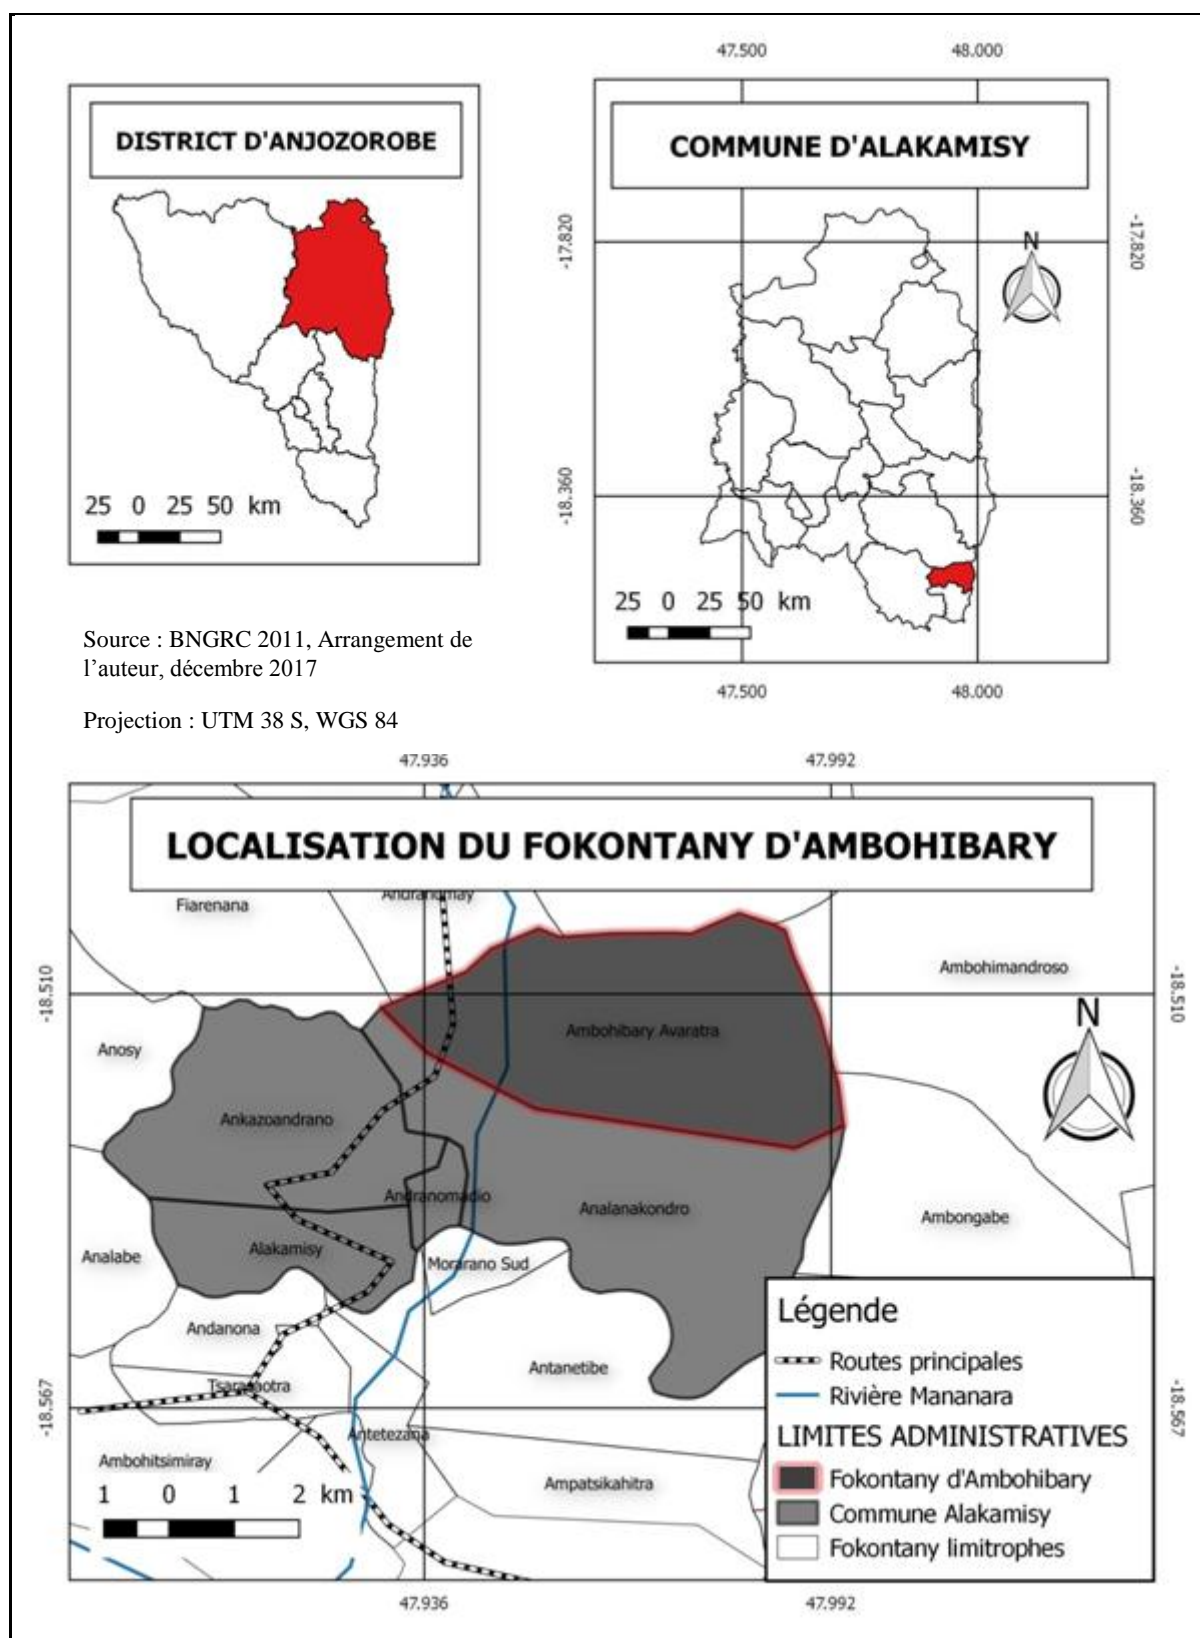 DISTRICT D'ANJOZOROBE
25 0 25 50 km
47.500 48.000
COMMUNE D'ALAKAMISY
-17.820 -17.820
N
-18.360 -18.360
25 0 25 50 km
47.500 48.000
Source : BNGRC 2011, Arrangement de
l'auteur, décembre 2017
Projection : UTM 38 S, WGS 84
47.936 47.992
LOCALISATION DU FOKONTANY D'AMBOHIBARY
Fiarenana
Andranomay
Ambohimandroso
-18.510 -18.510
N
Anosy
Ambohibary Avaratra
Ankazoandrano
Andranomadio
Analanakondro
Ambongabe
Analabe
Alakamisy
Morarano Sud
Andanona
Antanetibe
-18.567 -18.567
Antetezana
Ambohitsimiray
Ampatsikahitra
1 0 1 2 km
Légende
Routes principales
Rivière Mananara
LIMITES ADMINISTRATIVES
Fokontany d'Ambohibary
Commune Alakamisy
Fokontany limitrophes
47.936 47.992